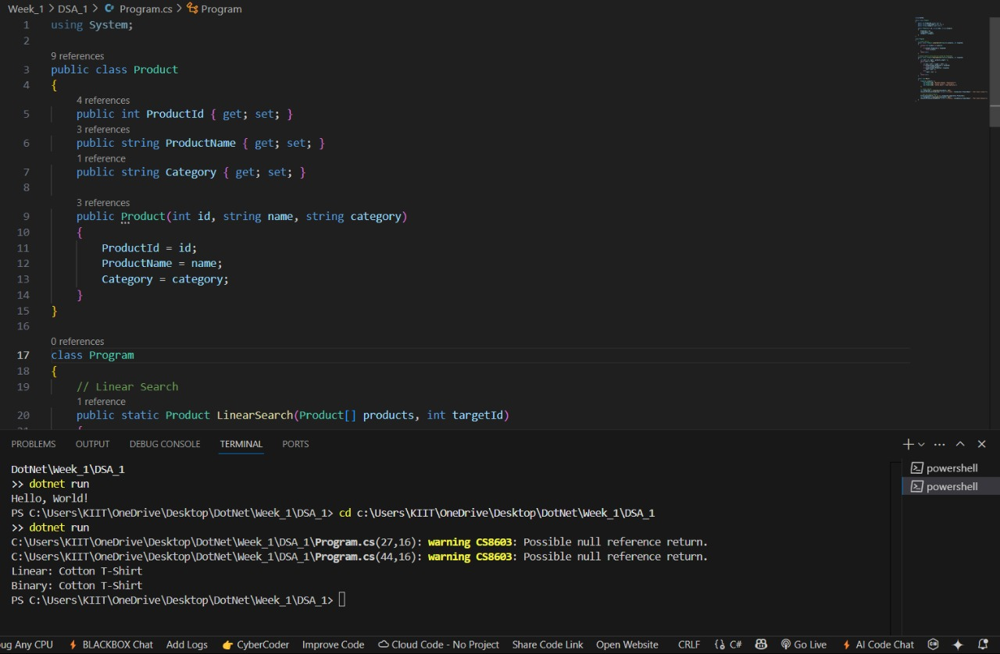 Week_1 > DSA_1 > Program.cs > Program
1 using System;
2
9 references
3 public class Product
4 {
4 references
5 public int ProductId { get; set; }
3 references
6 public string ProductName { get; set; }
1 reference
7 public string Category { get; set; }
8
3 references
9 public Product(int id, string name, string category)
10 {
11 ProductId = id;
12 ProductName = name;
13 Category = category;
14 }
15 }
16
0 references
17 class Program
18 {
19 // Linear Search
1 reference
20 public static Product LinearSearch(Product[] products, int targetId)
21 {
PROBLEMS OUTPUT DEBUG CONSOLE TERMINAL PORTS
DotNet\Week_1\DSA_1
>> dotnet run
Hello, World!
PS C:\Users\KIIT\OneDrive\Desktop\DotNet\Week_1\DSA_1> cd c:\Users\KIIT\OneDrive\Desktop\DotNet\Week_1\DSA_1
>> dotnet run
C:\Users\KIIT\OneDrive\Desktop\DotNet\Week_1\DSA_1\Program.cs(27,16): warning CS8603: Possible null reference return.
C:\Users\KIIT\OneDrive\Desktop\DotNet\Week_1\DSA_1\Program.cs(44,16): warning CS8603: Possible null reference return.
Linear: Cotton T-Shirt
Binary: Cotton T-Shirt
PS C:\Users\KIIT\OneDrive\Desktop\DotNet\Week_1\DSA_1>
powershell
powershell
ug Any CPU BLACKBOX Chat Add Logs CyberCoder Improve Code Cloud Code - No Project Share Code Link Open Website CRLF {} C# Go Live AI Code Chat